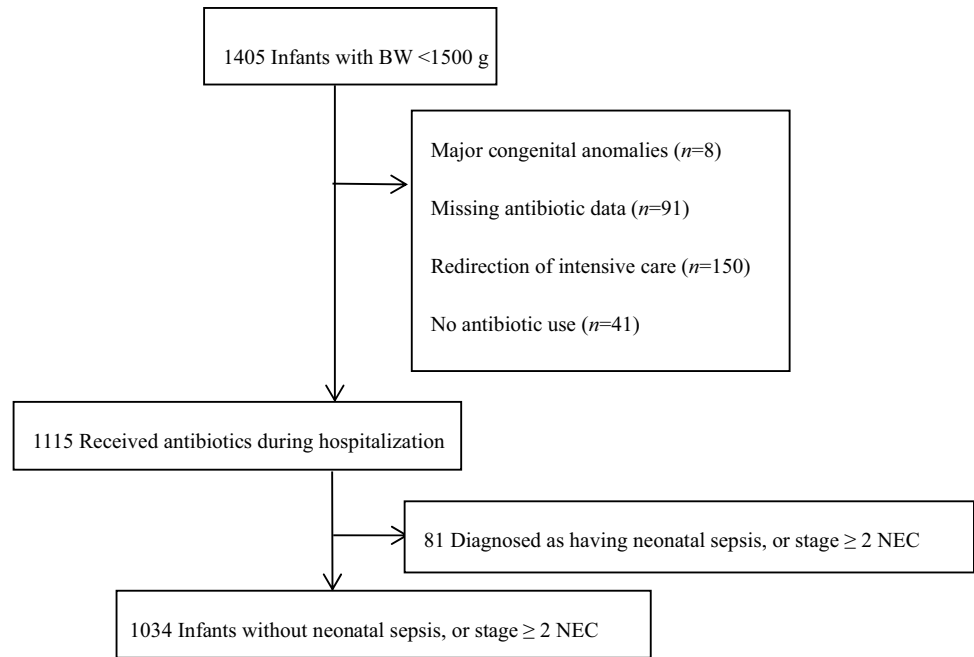 1405 Infants with BW <1500 g
Major congenital anomalies (n=8)
Missing antibiotic data (n=91)
Redirection of intensive care (n=150)
No antibiotic use (n=41)
1115 Received antibiotics during hospitalization
81 Diagnosed as having neonatal sepsis, or stage ≥ 2 NEC
1034 Infants without neonatal sepsis, or stage ≥ 2 NEC